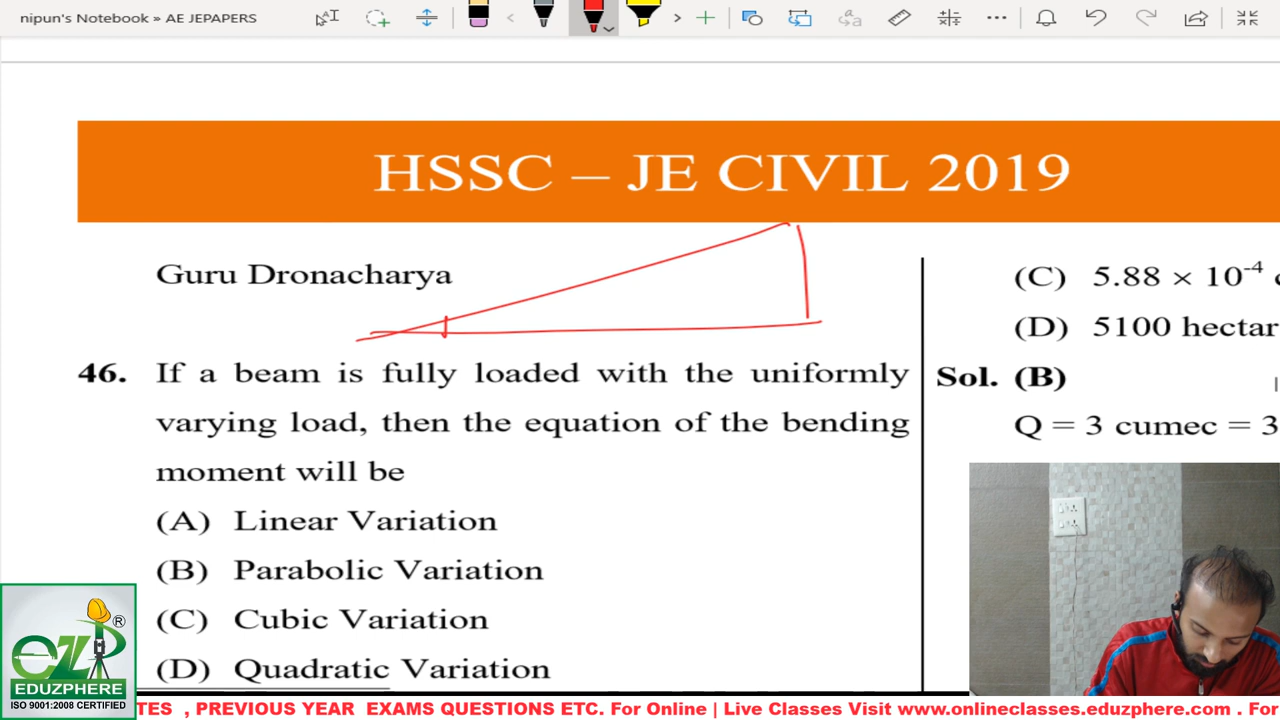 nipun's Notebook » AE JEPAPERS
HSSC – JE CIVIL 2019
Guru Dronacharya
46. If a beam is fully loaded with the uniformly
varying load, then the equation of the bending
moment will be
(A) Linear Variation
(B) Parabolic Variation
(C) Cubic Variation
(D) Quadratic Variation
(C) 5.88 × 10⁻⁴ c
(D) 5100 hectar
Sol. (B)
Q = 3 cumec = 3
EZP ®
EDUZPHERE
ISO 9001:2008 CERTIFIED
TES , PREVIOUS YEAR EXAMS QUESTIONS ETC. For Online | Live Classes Visit www.onlineclasses.eduzphere.com . For